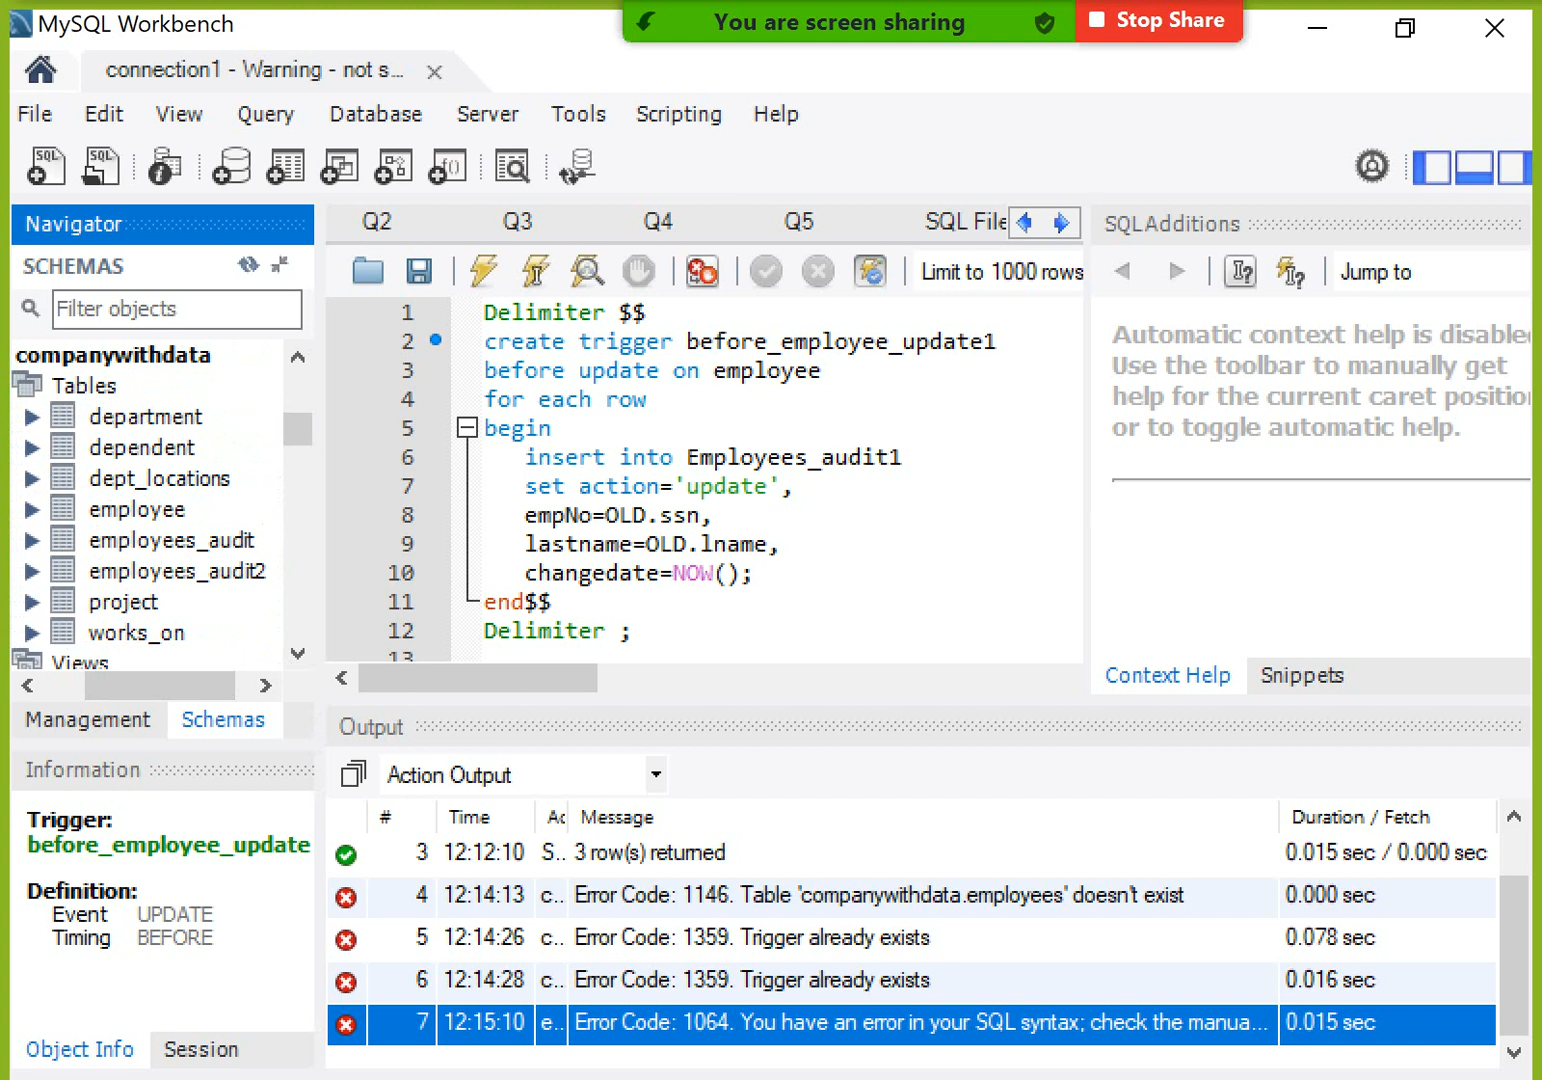 MySQL Workbench
You are screen sharing
Stop Share
connection1 - Warning - not s...
File Edit View Query Database Server Tools Scripting Help
Navigator
SCHEMAS
Filter objects
companywithdata
Tables
department
dependent
dept_locations
employee
employees_audit
employees_audit2
project
works_on
Views
Management Schemas
Information
Trigger:
before_employee_update
Definition:
Event UPDATE
Timing BEFORE
Object Info Session
Q2 Q3 Q4 Q5 SQL File
Limit to 1000 rows
1 Delimiter $$
2 create trigger before_employee_update1
3 before update on employee
4 for each row
5 begin
6 insert into Employees_audit1
7 set action='update',
8 empNo=OLD.ssn,
9 lastname=OLD.lname,
10 changedate=NOW();
11 end$$
12 Delimiter ;
13
SQLAdditions
Jump to
Automatic context help is disable
Use the toolbar to manually get
help for the current caret positio
or to toggle automatic help.
Context Help Snippets
Output
Action Output
# Time Ac Message Duration / Fetch
3 12:12:10 S... 3 row(s) returned 0.015 sec / 0.000 sec
4 12:14:13 c... Error Code: 1146. Table 'companywithdata.employees' doesn't exist 0.000 sec
5 12:14:26 c... Error Code: 1359. Trigger already exists 0.078 sec
6 12:14:28 c... Error Code: 1359. Trigger already exists 0.016 sec
7 12:15:10 e... Error Code: 1064. You have an error in your SQL syntax; check the manua... 0.015 sec